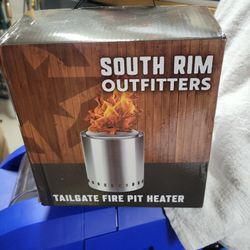 SOUTH RIM
OUTFITTERS
TAILGATE FIRE PIT HEATER